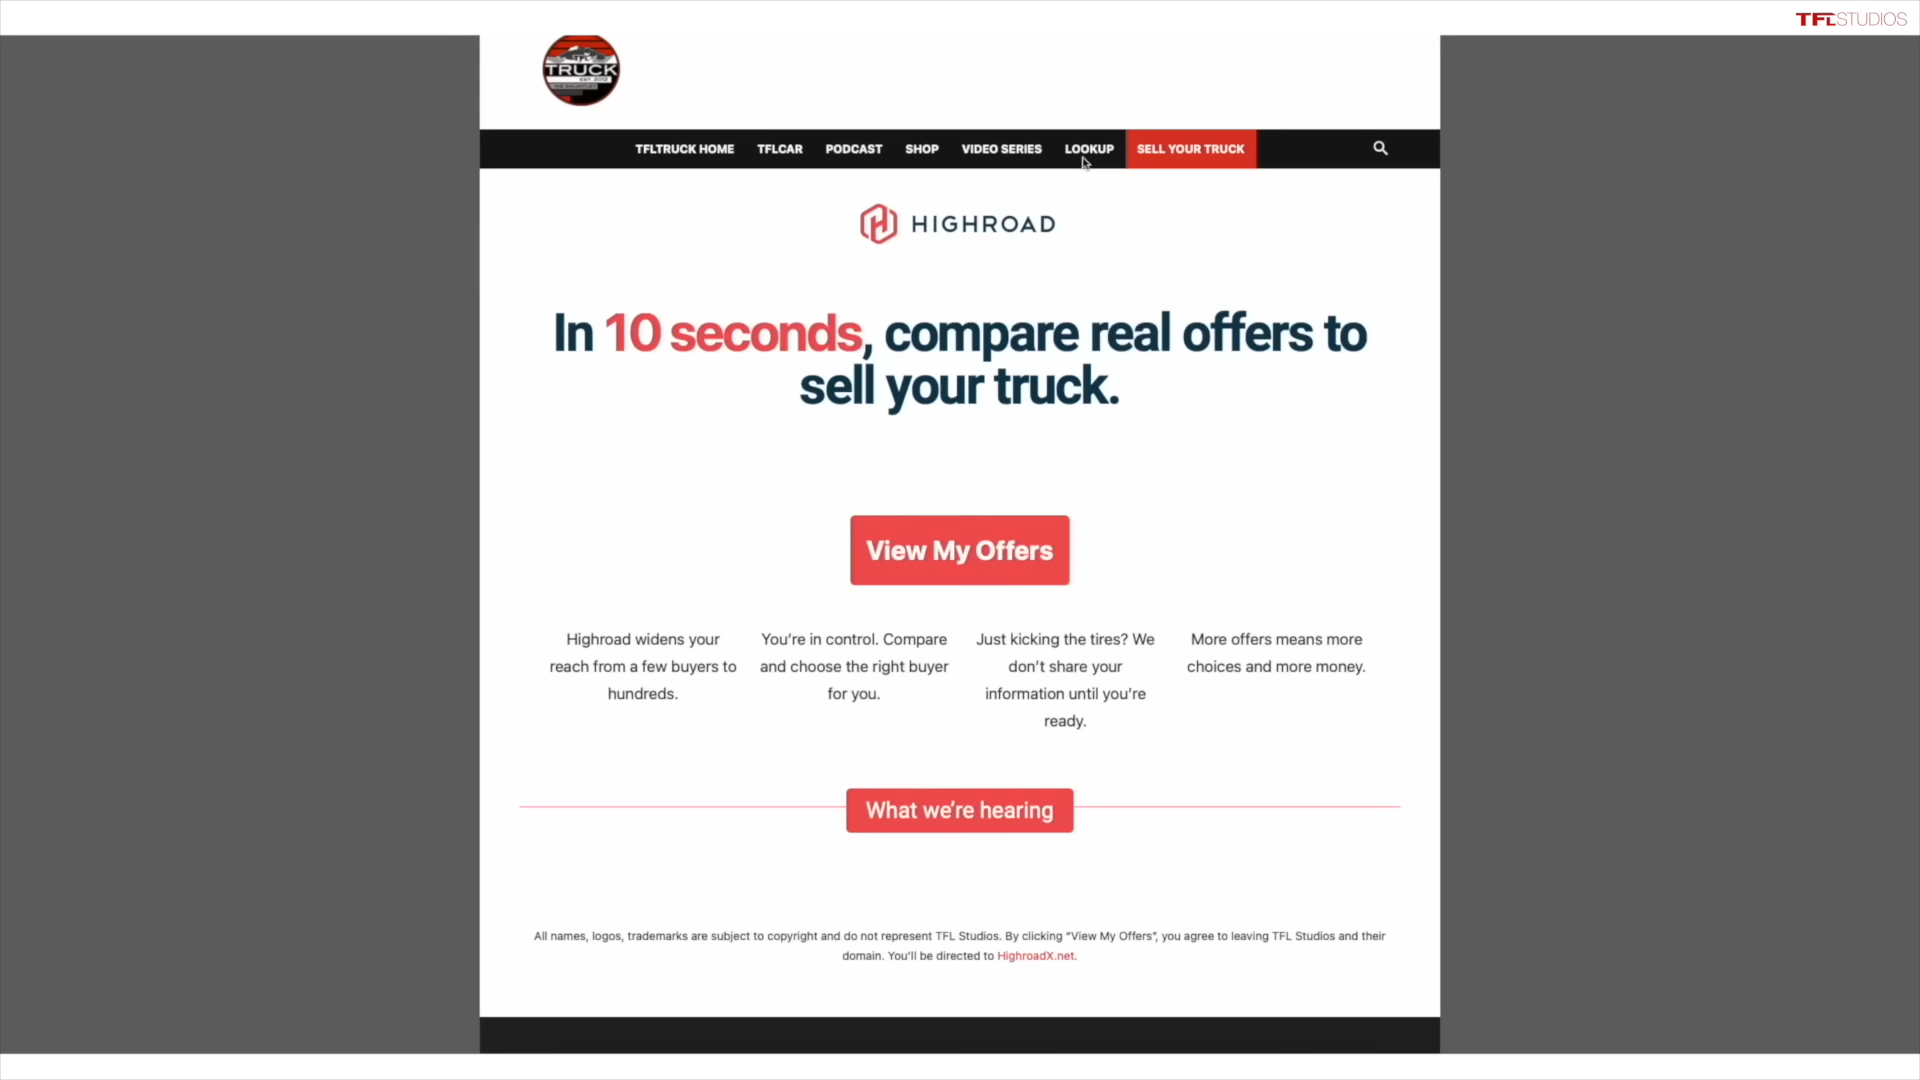 TFLSTUDIOS
TFL
TRUCK
EST. 2012
TFLTRUCK HOME TFLCAR PODCAST SHOP VIDEO SERIES LOOKUP SELL YOUR TRUCK
HIGHROAD
In 10 seconds, compare real offers to
sell your truck.
View My Offers
Highroad widens your
reach from a few buyers to
hundreds.
You’re in control. Compare
and choose the right buyer
for you.
Just kicking the tires? We
don’t share your
information until you’re
ready.
More offers means more
choices and more money.
What we’re hearing
All names, logos, trademarks are subject to copyright and do not represent TFL Studios. By clicking “View My Offers”, you agree to leaving TFL Studios and their
domain. You’ll be directed to HighroadX.net.